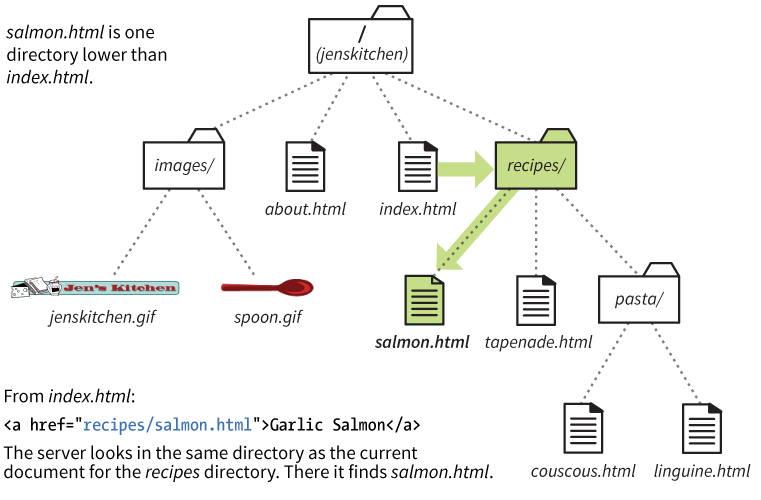 salmon.html is one
directory lower than
index.html.
/
(jenskitchen)
images/
about.html
index.html
recipes/
Jen's Kitchen
jenskitchen.gif
spoon.gif
salmon.html
tapenade.html
pasta/
couscous.html
linguine.html
From index.html:
<a href="recipes/salmon.html">Garlic Salmon</a>
The server looks in the same directory as the current
document for the recipes directory. There it finds salmon.html.